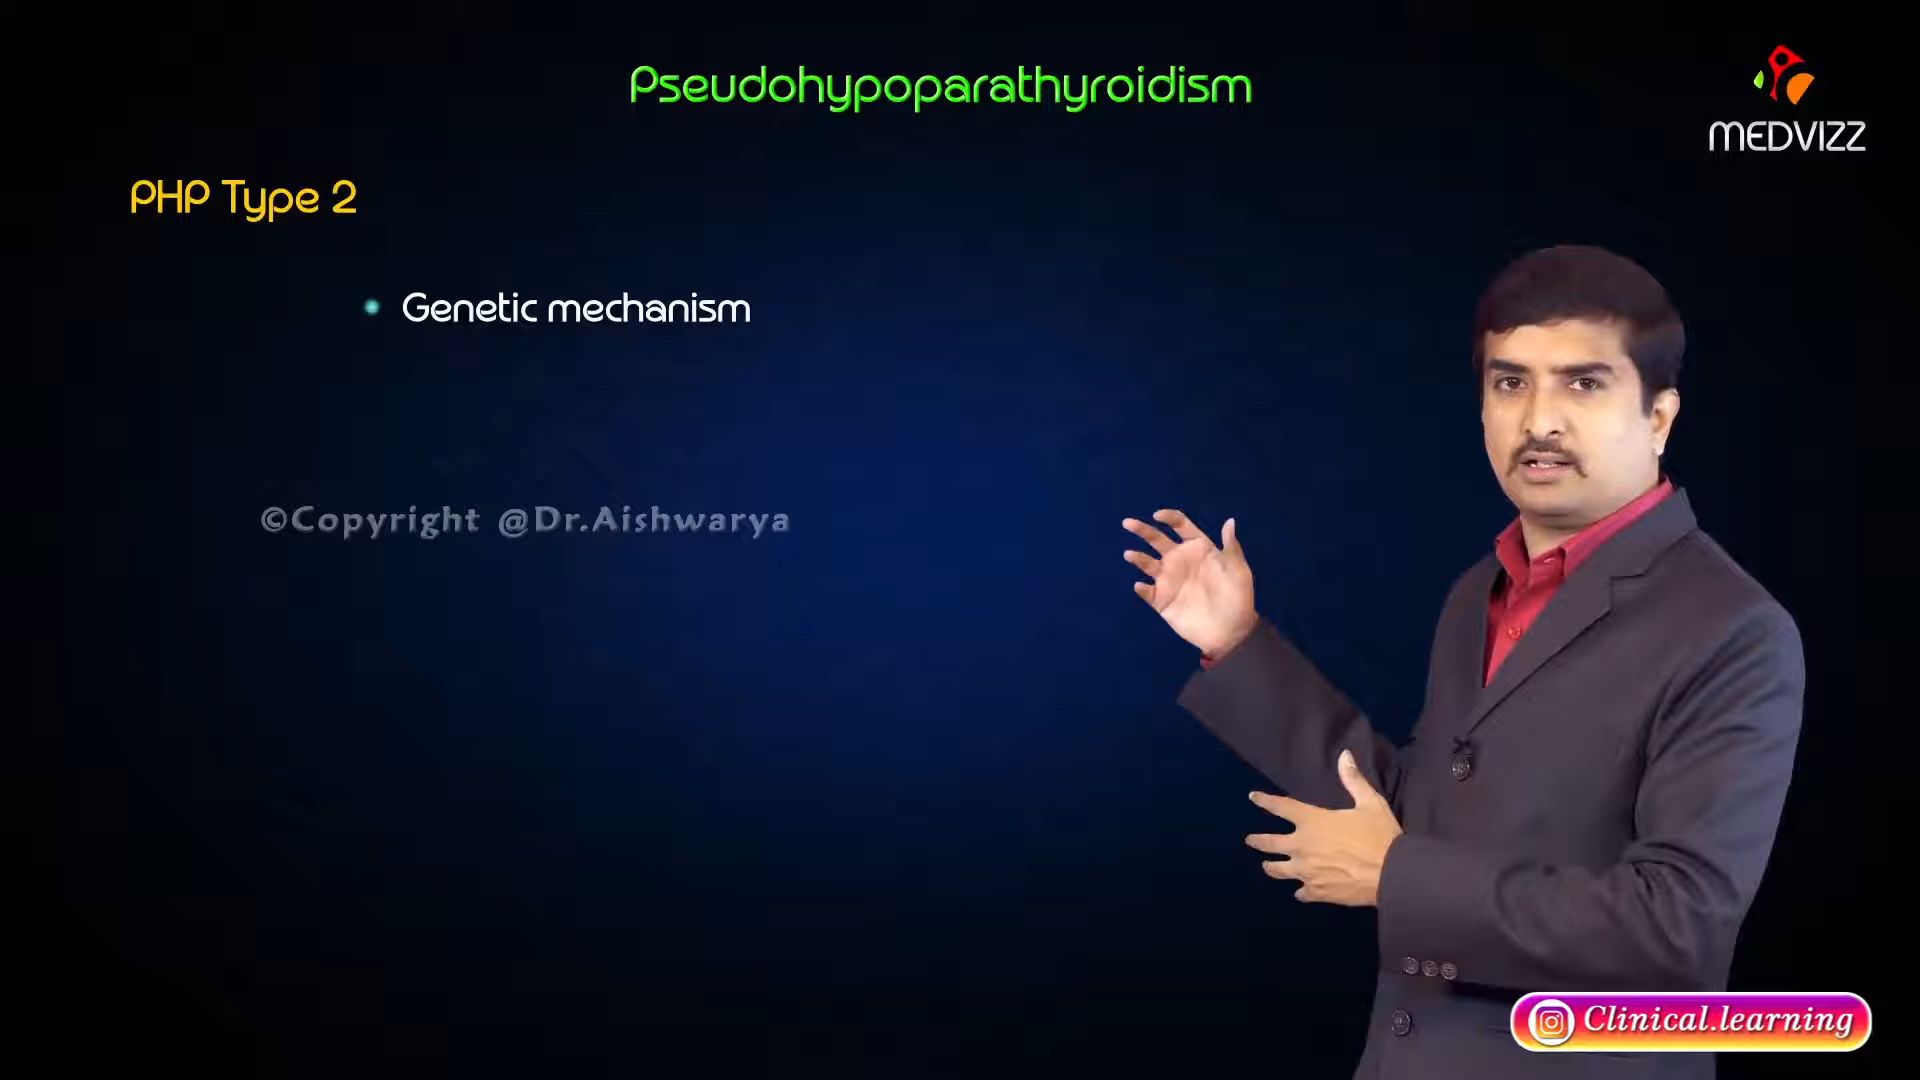 Pseudohypoparathyroidism
MEDVIZZ
PHP Type 2
• Genetic mechanism
©Copyright @Dr.Aishwarya
Clinical.learning